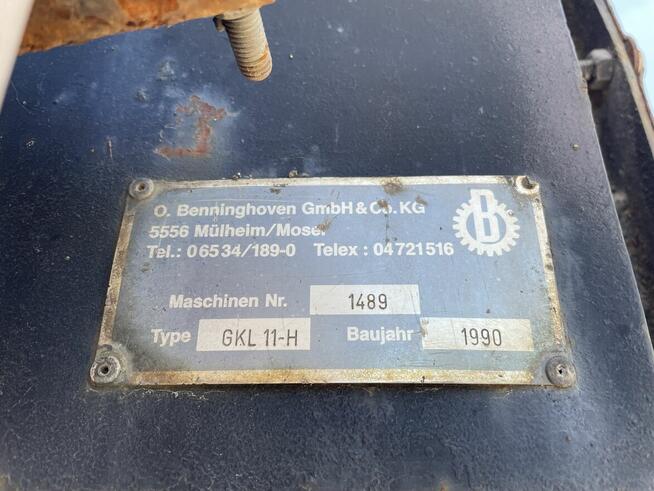 O. Benninghoven GmbH & Co. KG
5556 Mülheim/Mosel
Tel.: 06534/189-0 Telex: 04721516
B
Maschinen Nr. 1489
Type GKL 11-H Baujahr 1990